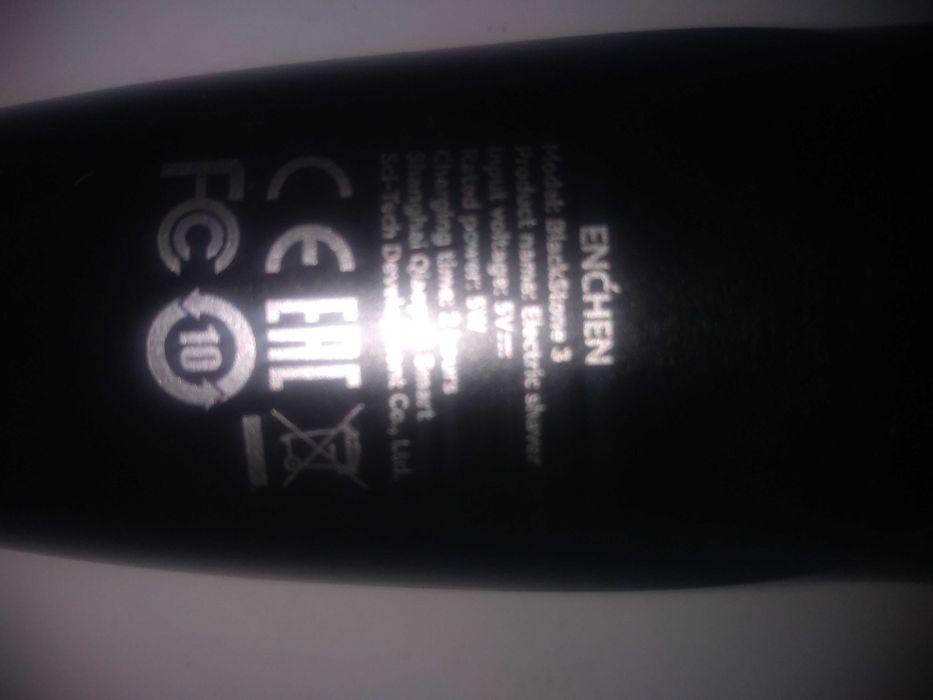 ENCHEN
Model: BlackStone 3
Product name: Electric shaver
Input voltage: 5V
Rated power: 5W
Charging time:
Shanghai Smart
Sci-Tech Development Co., Ltd.
CE EAC
FC 10